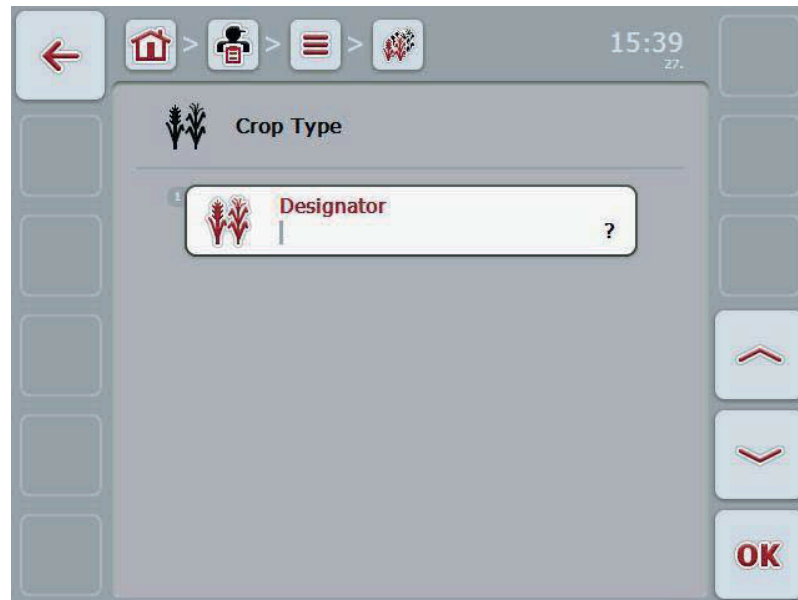 > > >
15:39
27.
Crop Type
1
Designator
?
OK